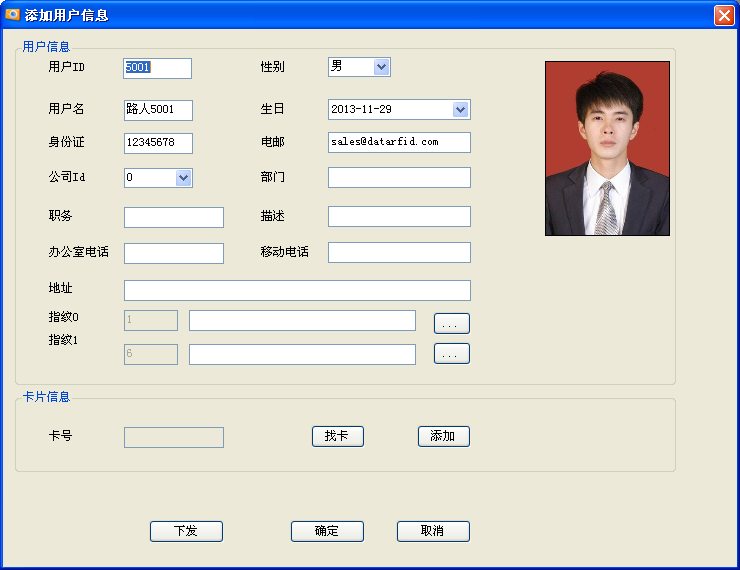 添加用户信息
用户信息
用户ID 5001 性别 男
用户名 路人5001 生日 2013-11-29
身份证 12345678 电邮 sales@datarfid.com
公司Id 0 部门
职务 描述
办公室电话 移动电话
地址
指纹0 1 ...
指纹1 6 ...
卡片信息
卡号 找卡 添加
下发 确定 取消